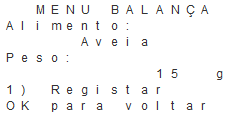 MENU BALANÇA
Alimento:
Aveia
Peso:
15 g
1) Registar
OK para voltar